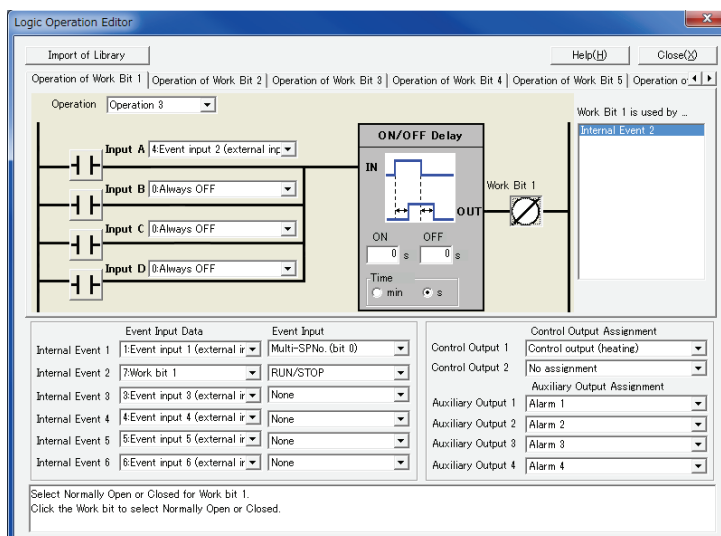 Logic Operation Editor
Import of Library
Help(H)
Close(X)
Operation of Work Bit 1 Operation of Work Bit 2 Operation of Work Bit 3 Operation of Work Bit 4 Operation of Work Bit 5 Operation o
Operation Operation 3
Work Bit 1 is used by ...
Internal Event 2
Input A 4:Event input 2 (external inp
Input B 0:Always OFF
Input C 0:Always OFF
Input D 0:Always OFF
ON/OFF Delay
IN
OUT
ON OFF
0 s 0 s
Time
min s
Work Bit 1
Event Input Data Event Input
Internal Event 1 1:Event input 1 (external ir Multi-SPNo. (bit 0)
Internal Event 2 7:Work bit 1 RUN/STOP
Internal Event 3 3:Event input 3 (external ir None
Internal Event 4 4:Event input 4 (external ir None
Internal Event 5 5:Event input 5 (external ir None
Internal Event 6 6:Event input 6 (external ir None
Control Output Assignment
Control Output 1 Control output (heating)
Control Output 2 No assignment
Auxiliary Output Assignment
Auxiliary Output 1 Alarm 1
Auxiliary Output 2 Alarm 2
Auxiliary Output 3 Alarm 3
Auxiliary Output 4 Alarm 4
Select Normally Open or Closed for Work bit 1.
Click the Work bit to select Normally Open or Closed.